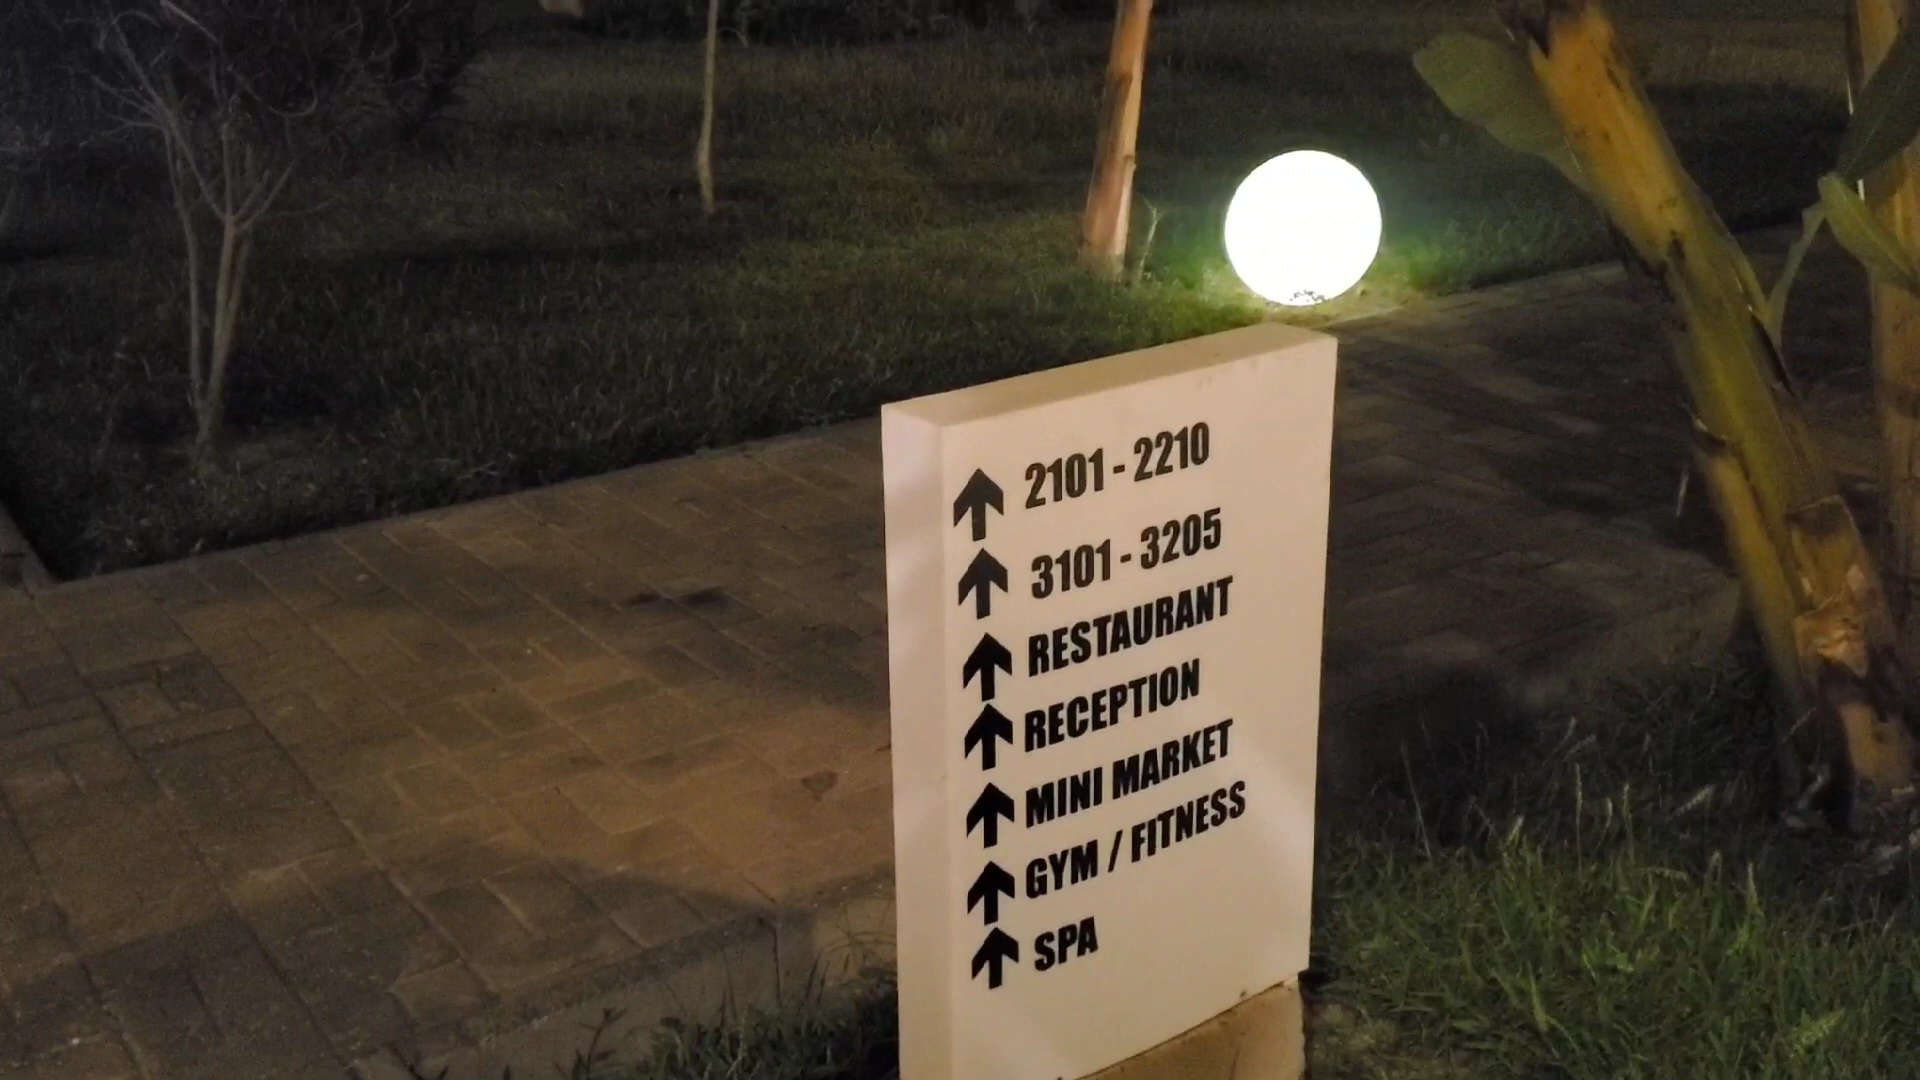 2101 - 2210
3101 - 3205
RESTAURANT
RECEPTION
MINI MARKET
GYM / FITNESS
SPA